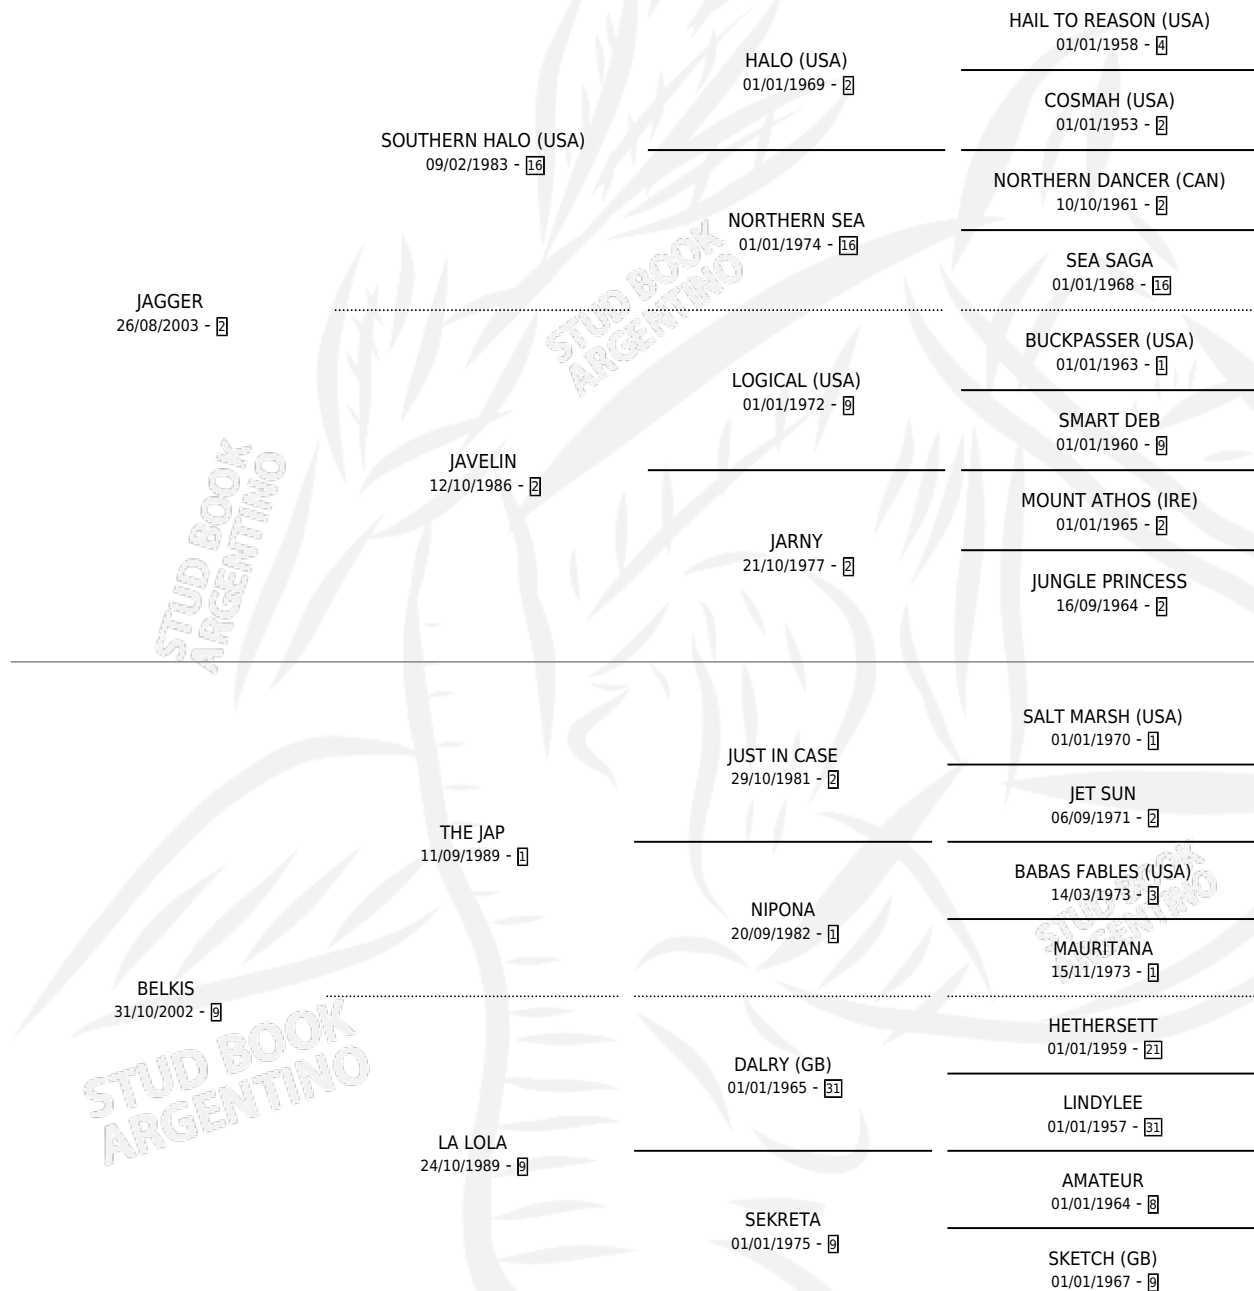 HAIL TO REASON (USA)
01/01/1958 - 4
HALO (USA)
01/01/1969 - 2
COSMAH (USA)
01/01/1953 - 2
SOUTHERN HALO (USA)
09/02/1983 - 16
NORTHERN DANCER (CAN)
10/10/1961 - 2
NORTHERN SEA
01/01/1974 - 16
SEA SAGA
01/01/1968 - 16
JAGGER
26/08/2003 - 2
STUD BOOK
ARGENTINO
BUCKPASSER (USA)
01/01/1963 - 1
LOGICAL (USA)
01/01/1972 - 9
SMART DEB
01/01/1960 - 9
JAVELIN
12/10/1986 - 2
MOUNT ATHOS (IRE)
01/01/1965 - 2
JARNY
21/10/1977 - 2
JUNGLE PRINCESS
16/09/1964 - 2
STUD BOOK
ARGENTINO
SALT MARSH (USA)
01/01/1970 - 1
JUST IN CASE
29/10/1981 - 2
JET SUN
06/09/1971 - 2
THE JAP
11/09/1989 - 1
BABAS FABLES (USA)
14/03/1973 - 3
NIPONA
20/09/1982 - 1
MAURITANA
15/11/1973 - 1
STUD BOOK
ARGENTINO
BELKIS
31/10/2002 - 9
HETHERSETT
01/01/1959 - 21
DALRY (GB)
01/01/1965 - 31
LINDYLEE
01/01/1957 - 31
STUD BOOK
ARGENTINO
LA LOLA
24/10/1989 - 9
AMATEUR
01/01/1964 - 8
SEKRETA
01/01/1975 - 9
SKETCH (GB)
01/01/1967 - 9